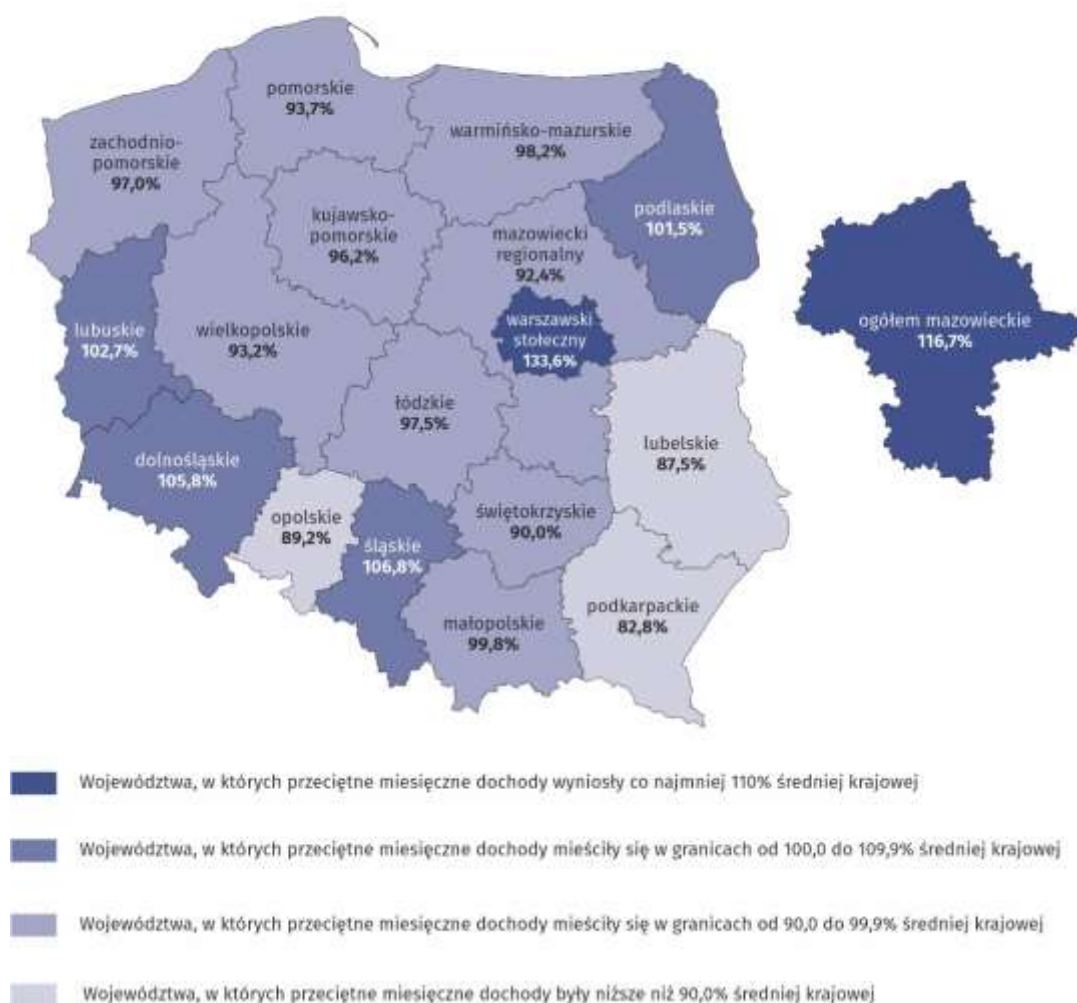 pomorskie
93,7%
warmińsko-mazurskie
98,2%
zachodnio-
pomorskie
97,0%
kujawsko-
pomorskie
96,2%
mazowiecki
regionalny
92,4%
podlaskie
101,5%
lubuskie
102,7%
wielkopolskie
93,2%
warszawski
stołeczny
133,6%
ogółem mazowieckie
116,7%
łódzkie
97,5%
lubelskie
87,5%
dolnośląskie
105,8%
opolskie
89,2%
śląskie
106,8%
świętokrzyskie
90,0%
małopolskie
99,8%
podkarpackie
82,8%
Województwa, w których przeciętne miesięczne dochody wyniosły co najmniej 110% średniej krajowej
Województwa, w których przeciętne miesięczne dochody mieściły się w granicach od 100,0 do 109,9% średniej krajowej
Województwa, w których przeciętne miesięczne dochody mieściły się w granicach od 90,0 do 99,9% średniej krajowej
Województwa, w których przeciętne miesięczne dochody były niższe niż 90,0% średniej krajowej